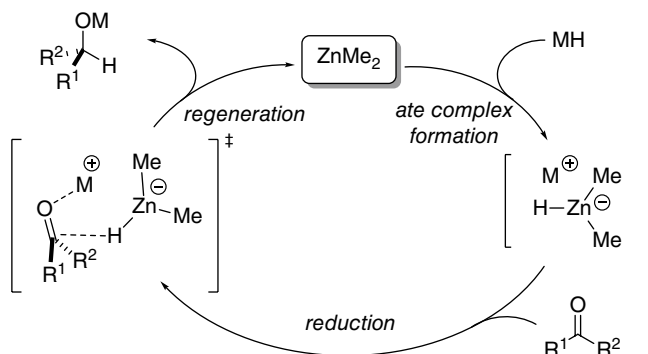 OM
R2
R1
H
ZnMe2
MH
regeneration
ate complex
formation
‡
Me
⊕
M
⊖
Zn
Me
O
H
R1
R2
M ⊕
Me
H–Zn ⊖
Me
reduction
O
R1
R2